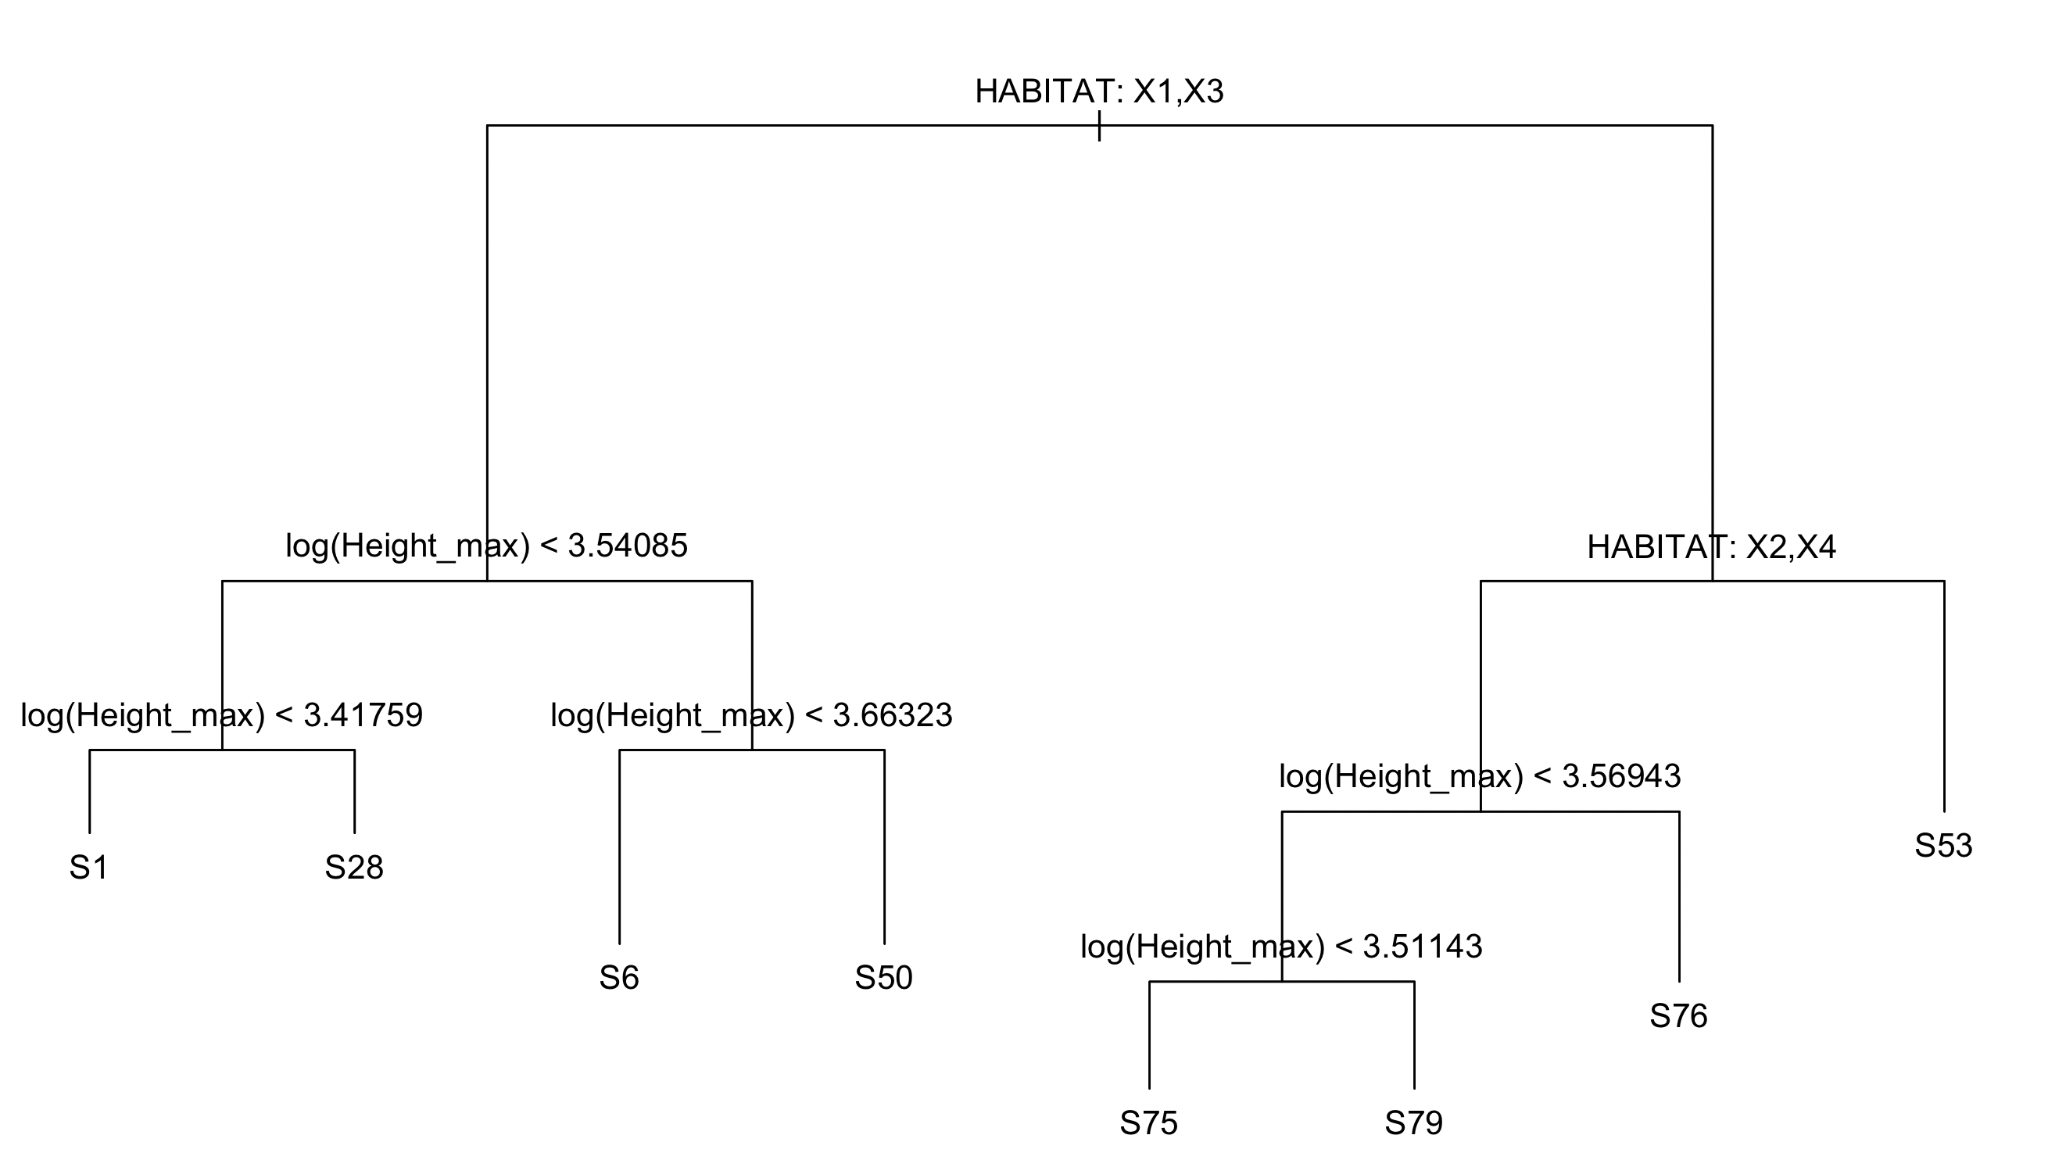 HABITAT: X1,X3
log(Height_max) < 3.54085
HABITAT: X2,X4
log(Height_max) < 3.41759
log(Height_max) < 3.66323
log(Height_max) < 3.56943
S53
S1
S28
log(Height_max) < 3.51143
S6
S50
S76
S75
S79